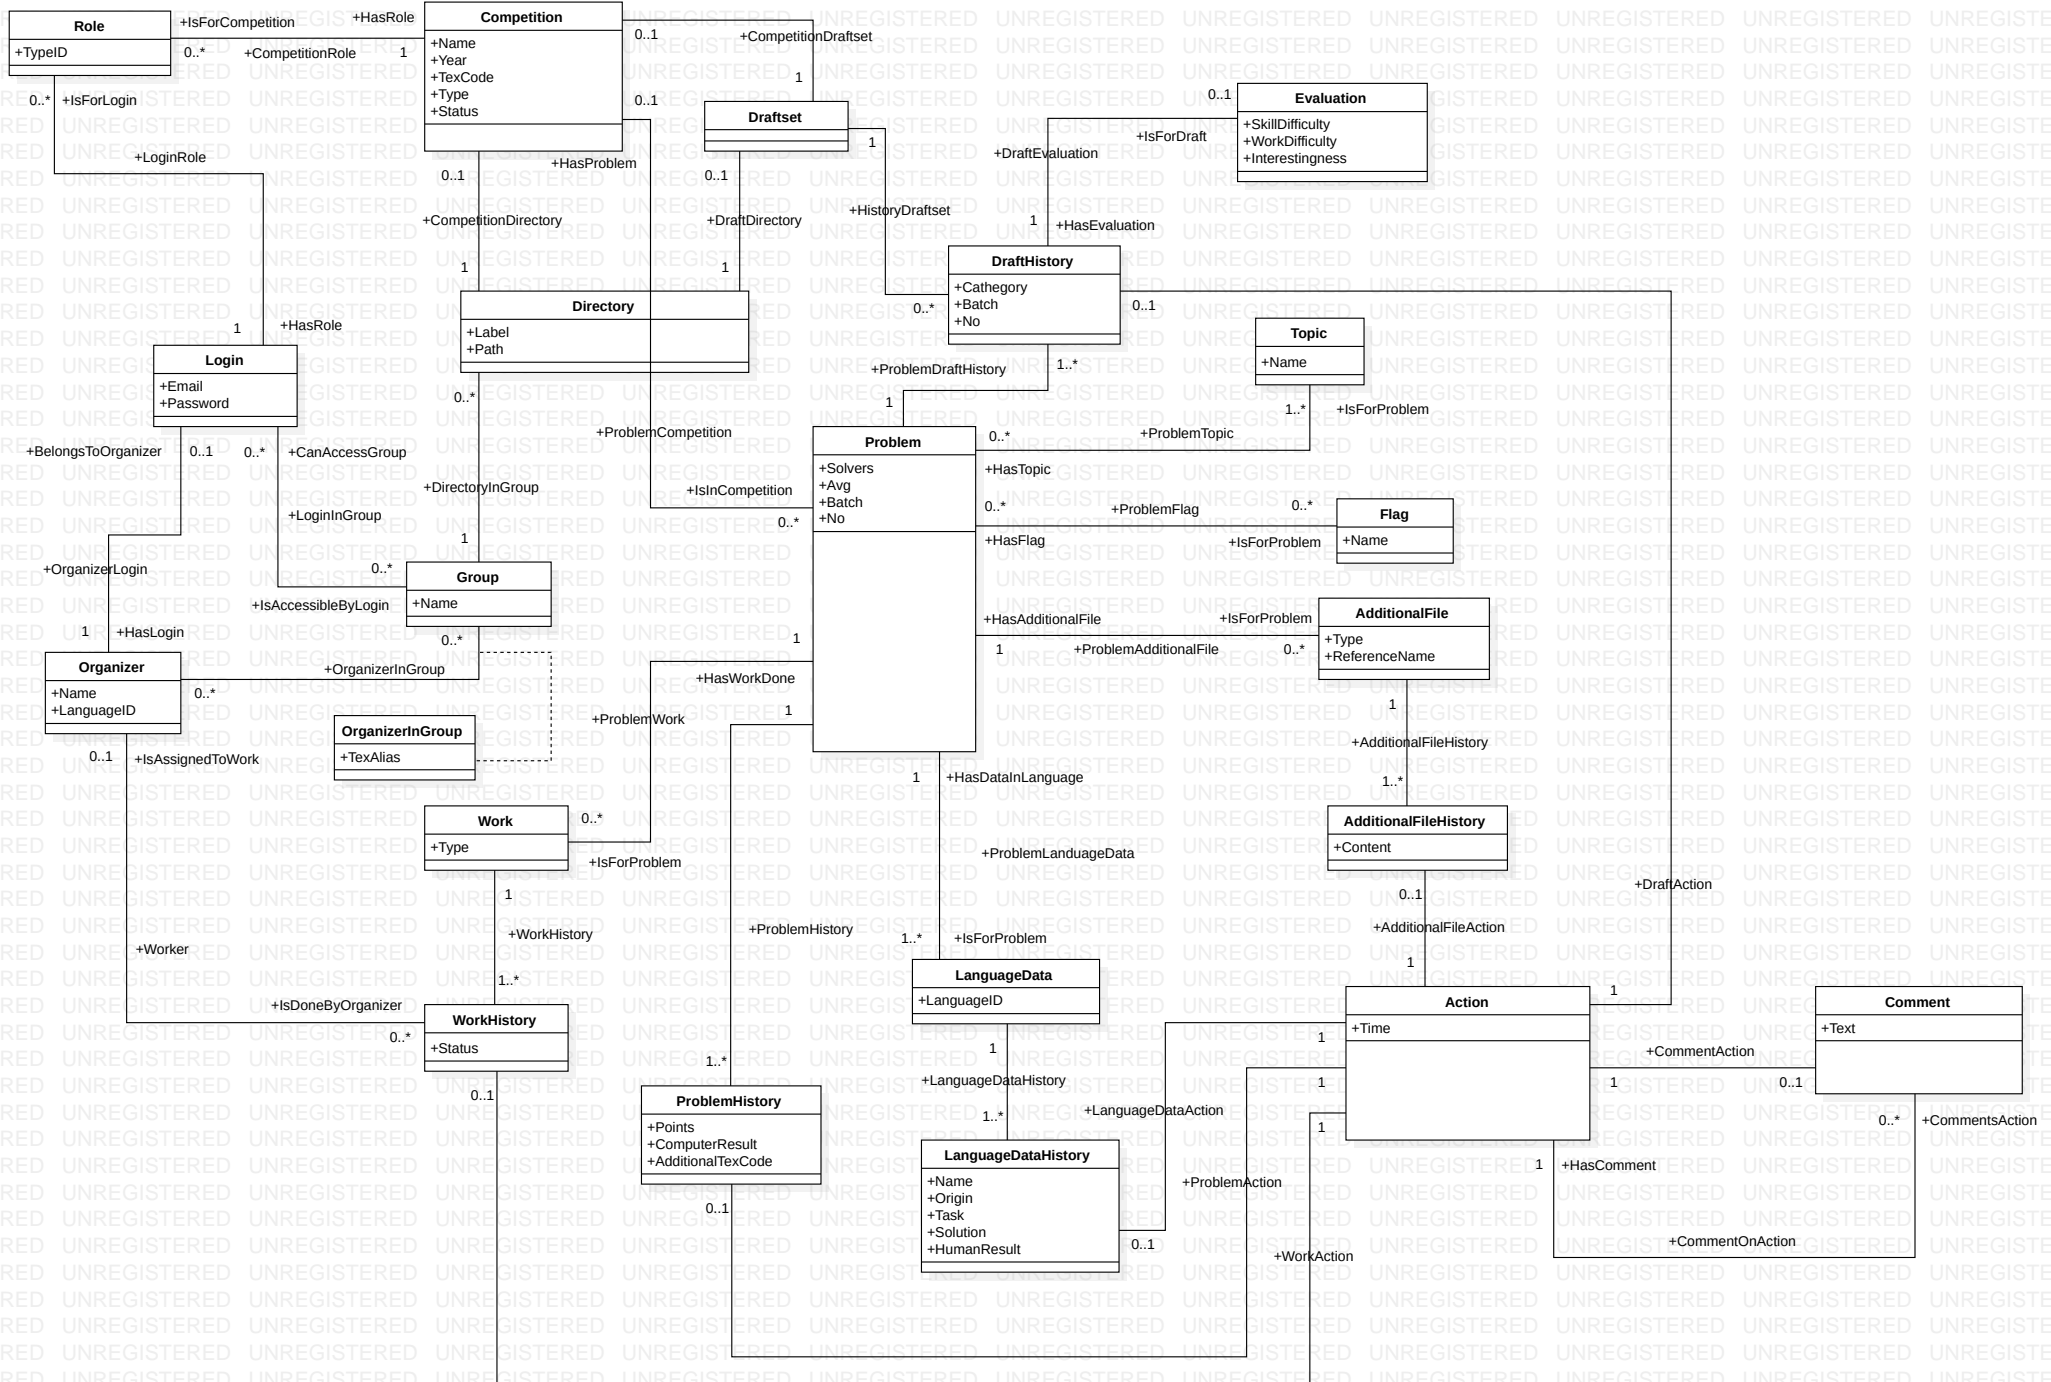 Role
+TypeID
+IsForCompetition
+HasRole
0..*
+CompetitionRole
1
Competition
+Name
+Year
+TexCode
+Type
+Status
0..1
+CompetitionDraftset
1
0..1
Draftset
0..*
+IsForLogin
+LoginRole
+HasProblem
0..1
+CompetitionDirectory
1
0..1
+DraftDirectory
1
1
+HistoryDraftset
0..*
0..1
+IsForDraft
+DraftEvaluation
1
+HasEvaluation
Evaluation
+SkillDifficulty
+WorkDifficulty
+Interestingness
DraftHistory
+Cathegory
+Batch
+No
0..1
1
+HasRole
Login
+Email
+Password
Directory
+Label
+Path
Topic
+Name
+ProblemDraftHistory
1..*
1
0..*
1..*
+IsForProblem
+ProblemTopic
0..*
+HasTopic
+BelongsToOrganizer
0..1
0..*
+CanAccessGroup
+LoginInGroup
+DirectoryInGroup
1
+ProblemCompetition
+IsInCompetition
0..*
Problem
+Solvers
+Avg
+Batch
+No
0..*
+ProblemFlag
0..*
+HasFlag
+IsForProblem
Flag
+Name
+OrganizerLogin
0..*
+IsAccessibleByLogin
Group
+Name
1
+HasLogin
0..*
+OrganizerInGroup
0..*
Organizer
+Name
+LanguageID
+HasAdditionalFile
+IsForProblem
1
+ProblemAdditionalFile
0..*
AdditionalFile
+Type
+ReferenceName
1
+HasWorkDone
+ProblemWork
1
0..1
+IsAssignedToWork
OrganizerInGroup
+TexAlias
1
+AdditionalFileHistory
1..*
1
+HasDataInLanguage
Work
+Type
0..*
+IsForProblem
AdditionalFileHistory
+Content
+ProblemLanduageData
0..1
+AdditionalFileAction
1
+DraftAction
1
+WorkHistory
1..*
+Worker
+ProblemHistory
1..*
1..*
+IsForProblem
LanguageData
+LanguageID
+IsDoneByOrganizer
0..*
WorkHistory
+Status
0..1
1
Action
+Time
Comment
+Text
1
1
1
+CommentAction
1
0..1
1
+LanguageDataHistory
1..*
+LanguageDataAction
ProblemHistory
+Points
+ComputerResult
+AdditionalTexCode
0..1
LanguageDataHistory
+Name
+Origin
+Task
+Solution
+HumanResult
0..1
+ProblemAction
+WorkAction
1
+HasComment
0..*
+CommentsAction
+CommentOnAction
UNREGISTERED